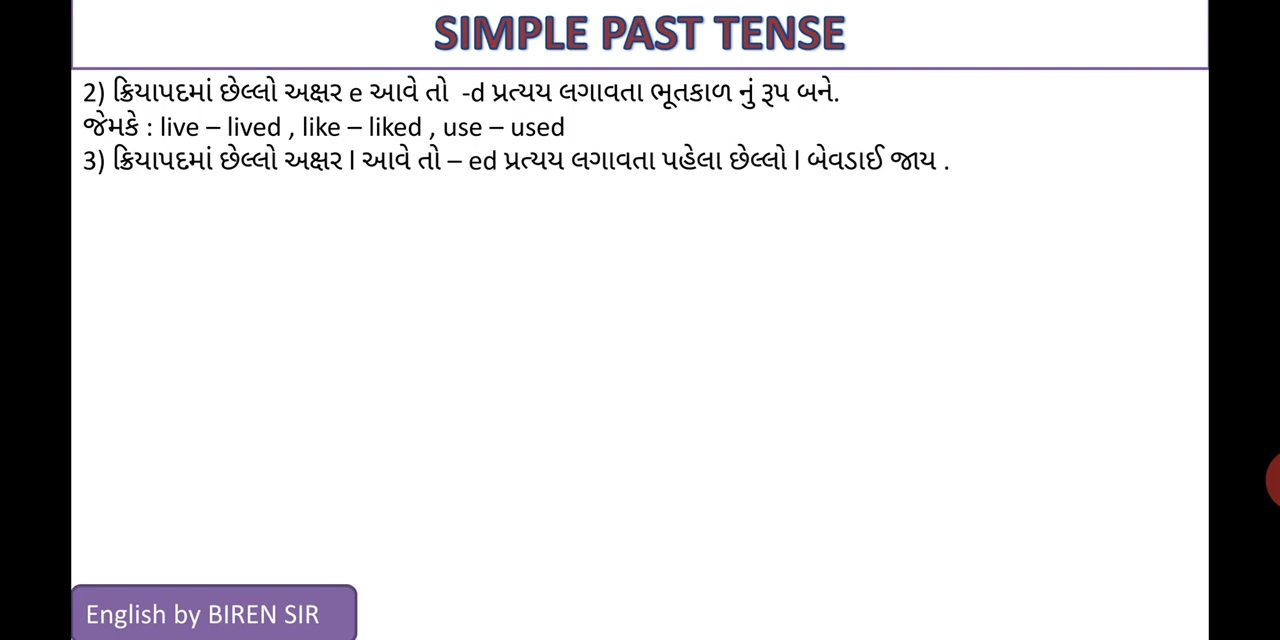 SIMPLE PAST TENSE
2) ક્રિયાપદમાં છેલ્લો અક્ષર e આવે તો -d પ્રત્યય લગાવતા ભૂતકાળ નું રૂપ બને.
જેમકે : live – lived , like – liked , use – used
3) ક્રિયાપદમાં છેલ્લો અક્ષર l આવે તો – ed પ્રત્યય લગાવતા પહેલા છેલ્લો l બેવડાઈ જાય .
English by BIREN SIR